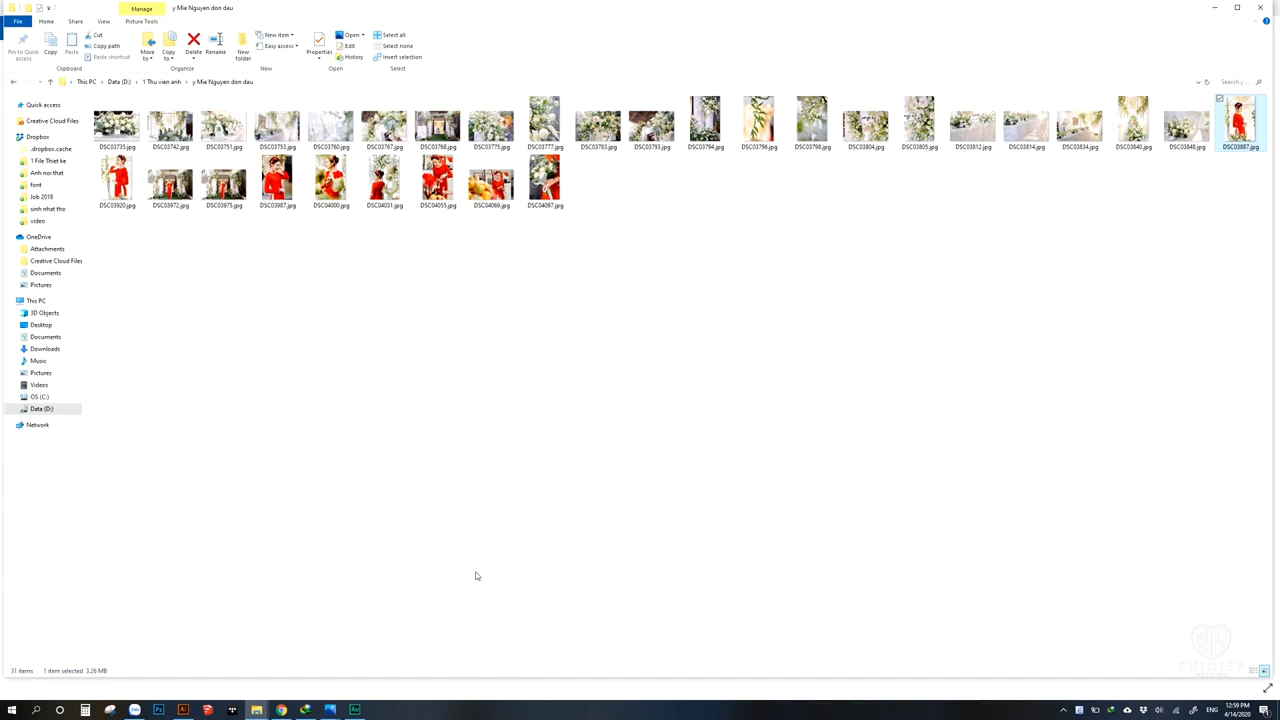 Manage
y Mie Nguyen don dau
File
Home
Share
View
Picture Tools
Pin to Quick access
Copy
Paste
Cut
Copy path
Paste shortcut
Clipboard
Move to
Copy to
Delete
Rename
Organize
New folder
New item
Easy access
New
Properties
Open
Edit
History
Open
Select all
Select none
Invert selection
Select
This PC
Data (D:)
1 Thu vien anh
y Mie Nguyen don dau
Search y ...
Quick access
Creative Cloud Files
Dropbox
.dropbox.cache
1 File Thiet ke
Anh noi that
font
Job 2018
sinh nhat tho
video
OneDrive
Attachments
Creative Cloud Files
Documents
Pictures
This PC
3D Objects
Desktop
Documents
Downloads
Music
Pictures
Videos
OS (C:)
Data (D:)
Network
DSC03735.jpg
DSC03742.jpg
DSC03751.jpg
DSC03753.jpg
DSC03760.jpg
DSC03767.jpg
DSC03768.jpg
DSC03775.jpg
DSC03777.jpg
DSC03783.jpg
DSC03793.jpg
DSC03794.jpg
DSC03796.jpg
DSC03798.jpg
DSC03804.jpg
DSC03805.jpg
DSC03812.jpg
DSC03814.jpg
DSC03834.jpg
DSC03840.jpg
DSC03848.jpg
DSC03887.jpg
DSC03920.jpg
DSC03972.jpg
DSC03975.jpg
DSC03987.jpg
DSC04000.jpg
DSC04031.jpg
DSC04055.jpg
DSC04069.jpg
DSC04097.jpg
31 items
1 item selected 3.26 MB
Zalo
Ps
Ai
Au
ENG
12:59 PM
4/14/2020